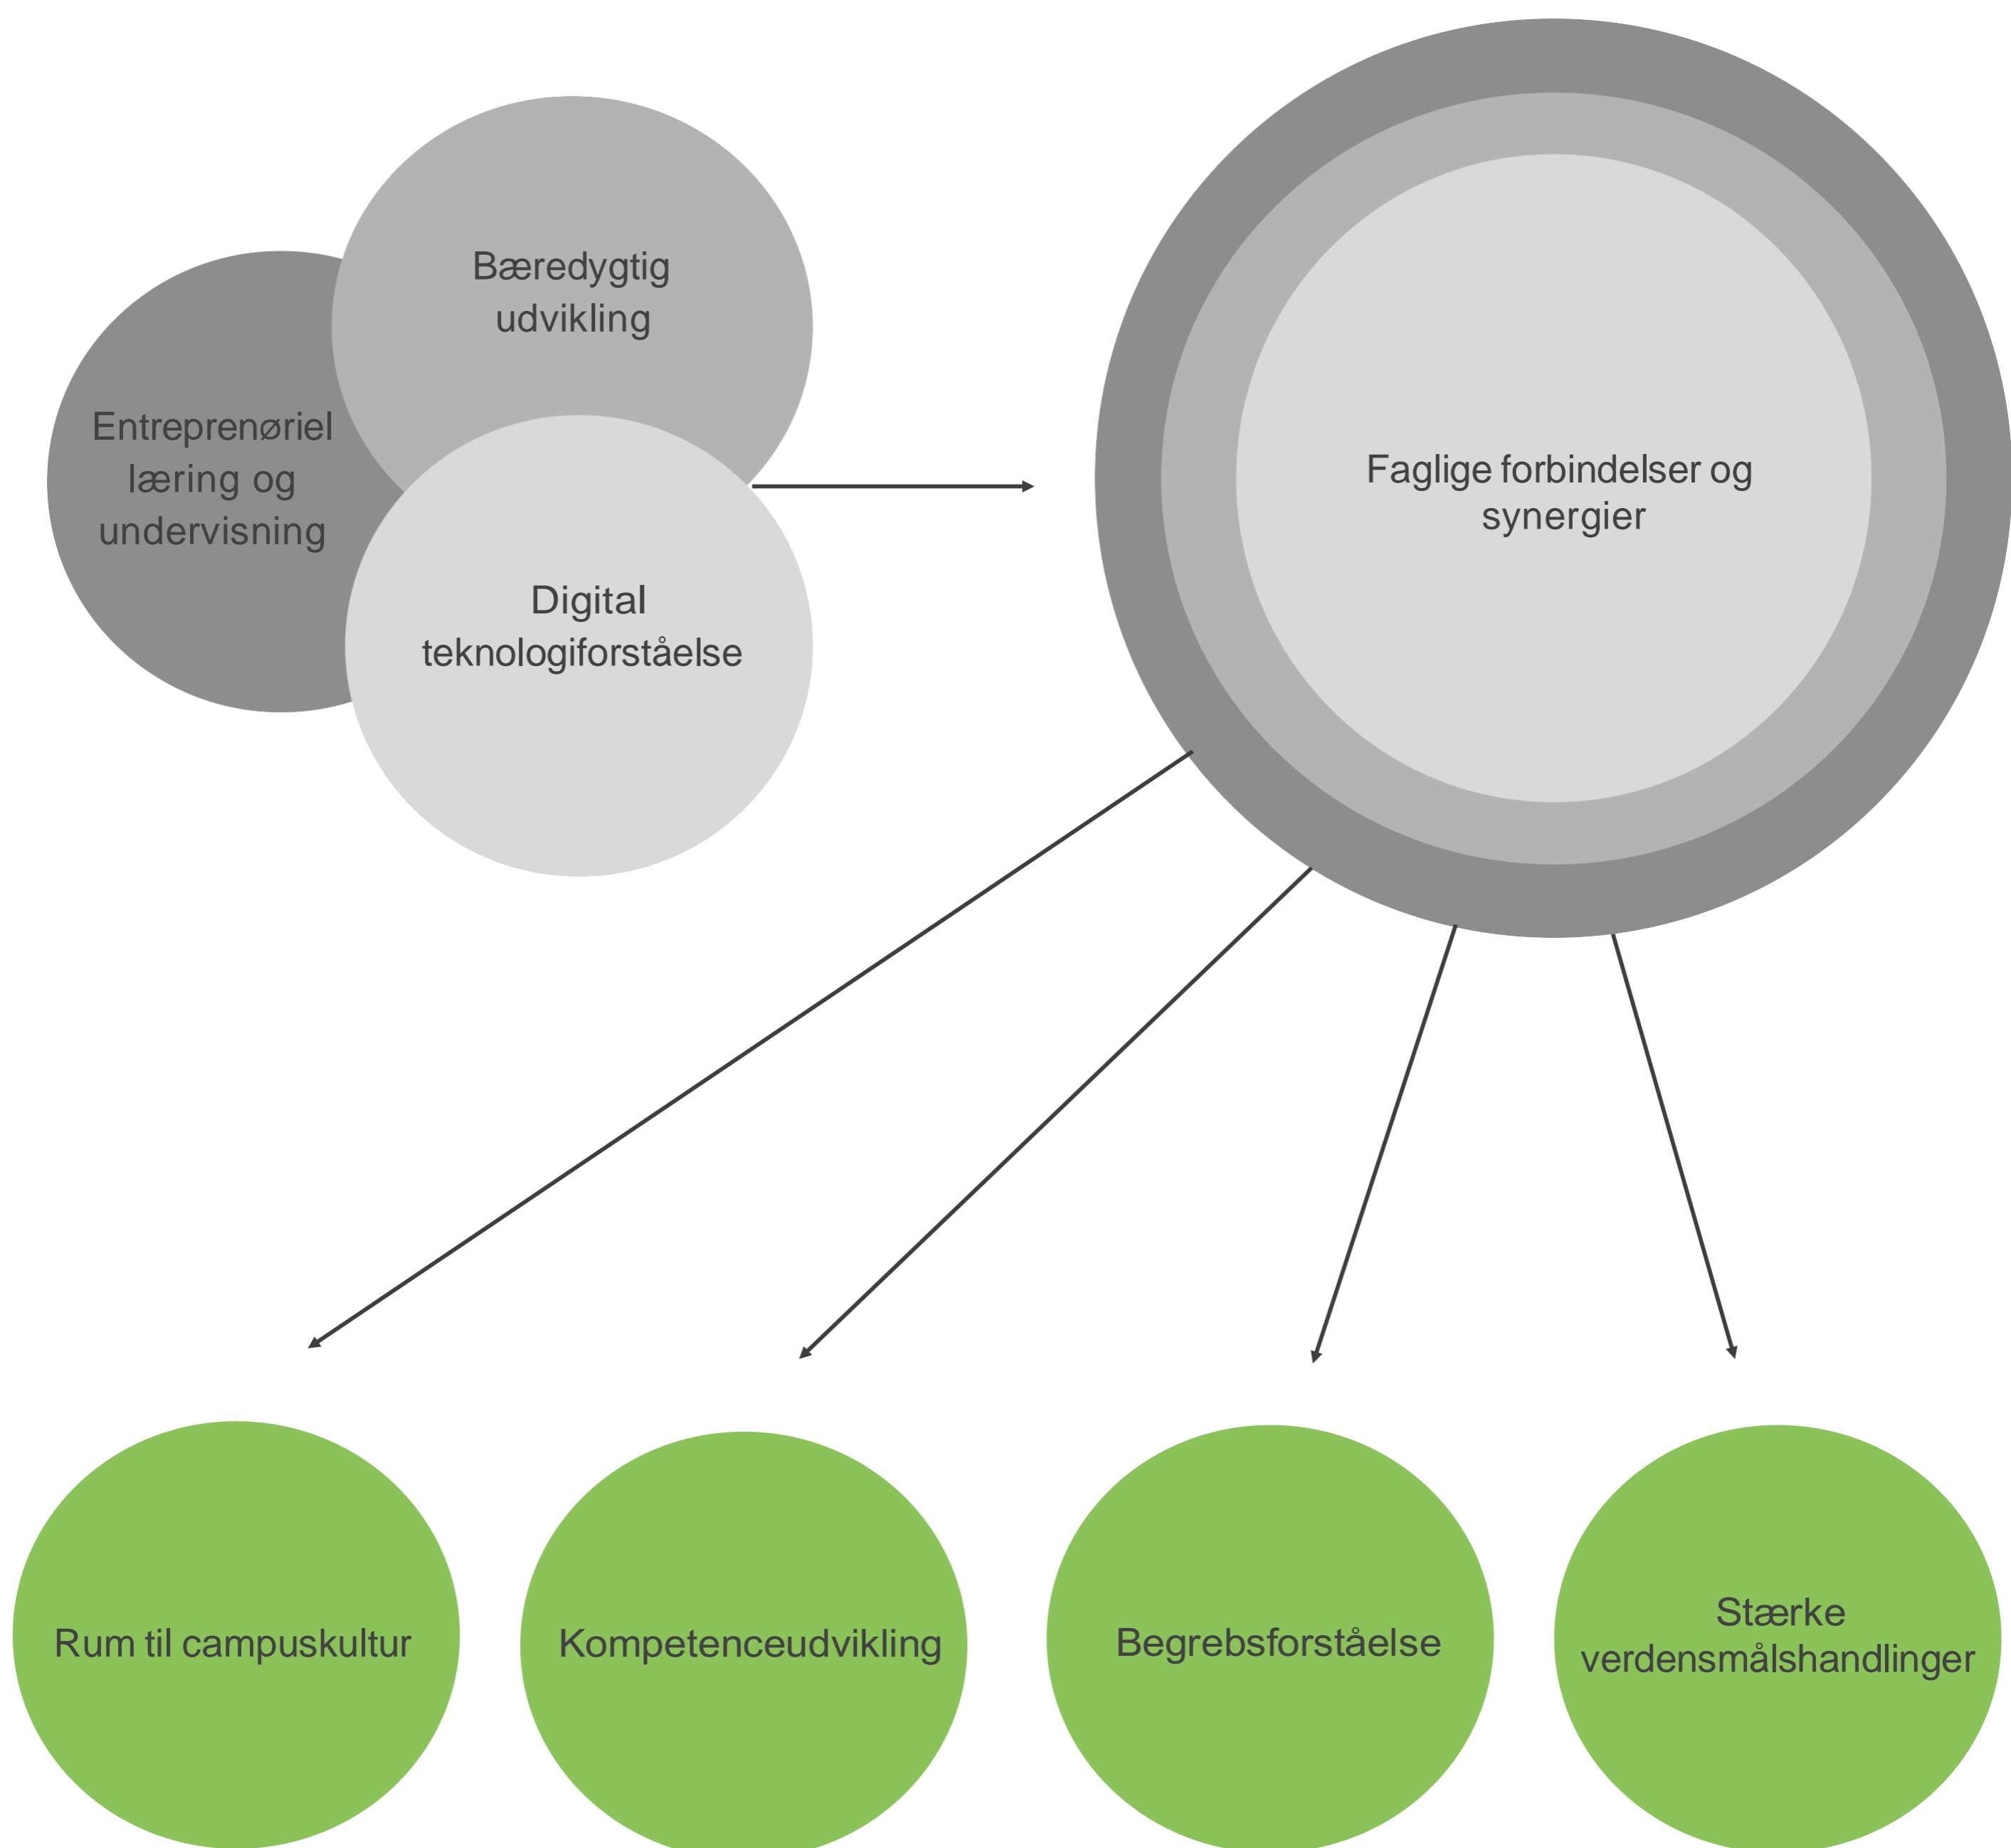 Bæredygtig
udvikling
Entreprenøriel
læring og
undervisning
Digital
teknologiforståelse
Faglige forbindelser og
synergier
Rum til campuskultur
Kompetenceudvikling
Begrebsforståelse
Stærke
verdensmålshandlinger